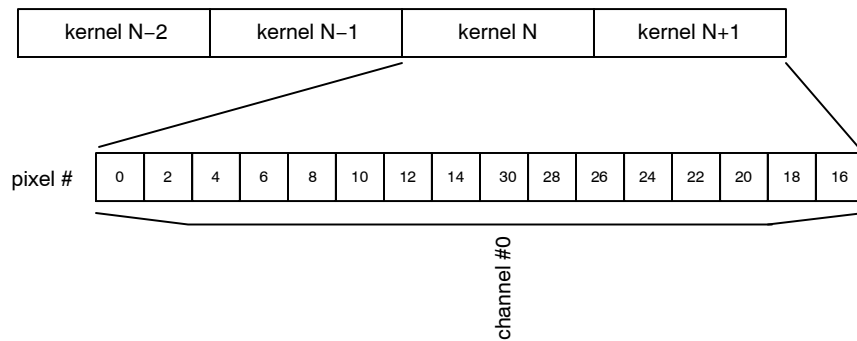 kernel N−2 kernel N−1 kernel N kernel N+1
pixel # 0 2 4 6 8 10 12 14 30 28 26 24 22 20 18 16
channel #0